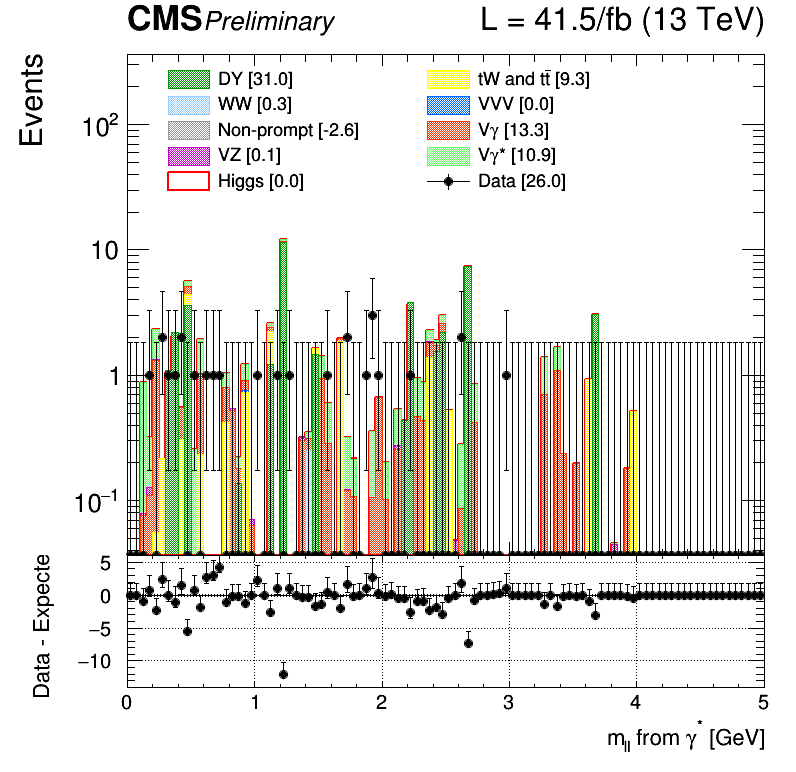 CMS Preliminary L = 41.5/fb (13 TeV)
Events
DY [31.0]
WW [0.3]
Non-prompt [-2.6]
VZ [0.1]
Higgs [0.0]
tW and tt̄ [9.3]
VVV [0.0]
Vγ [13.3]
Vγ* [10.9]
Data [26.0]
10²
10
1
10⁻¹
Data - Expecte
5
0
−5
−10
0 1 2 3 4 5
m_ll from γ* [GeV]